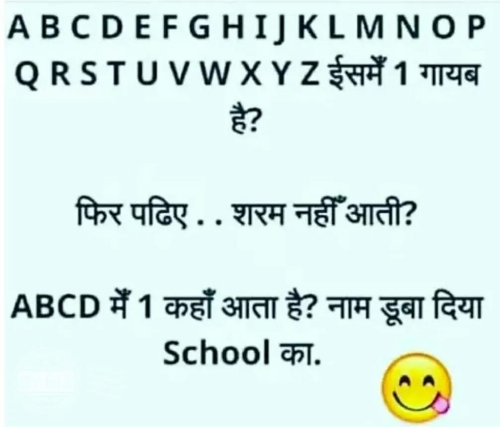 A B C D E F G H I J K L M N O P
Q R S T U V W X Y Z ईसमेँ 1 गायब
है?
फिर पढिए . . शरम नहीँ आती?
ABCD मेँ 1 कहाँ आता है? नाम डूबा दिया
School का.